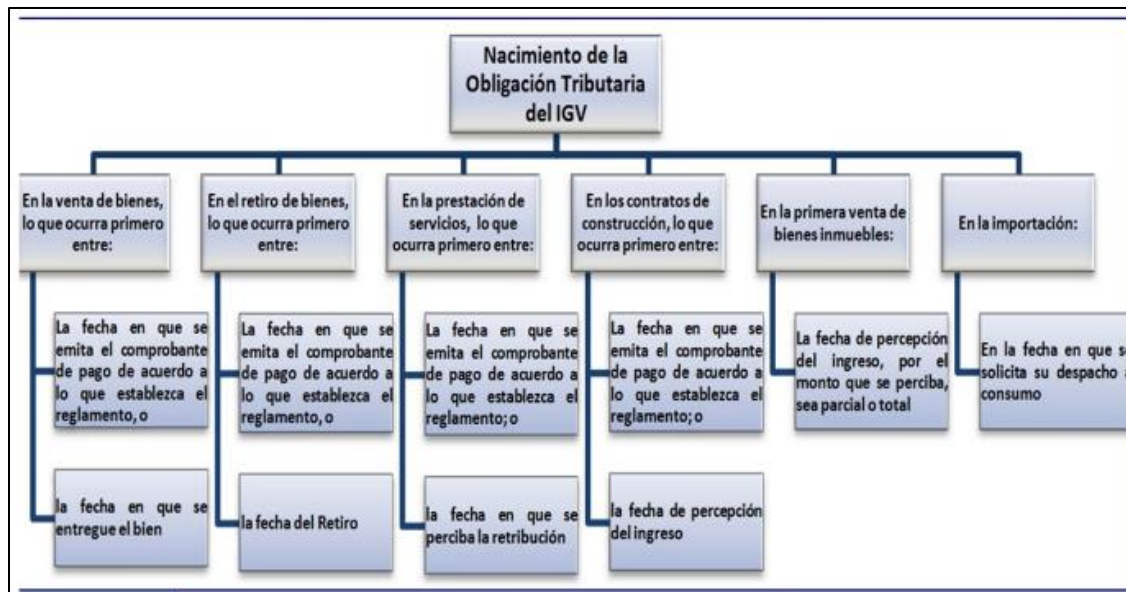 Nacimiento de la
Obligación Tributaria
del IGV
En la venta de bienes,
lo que ocurra primero
entre:
La fecha en que se
emita el comprobante
de pago de acuerdo a
lo que establezca el
reglamento, o
la fecha en que se
entregue el bien
En el retiro de bienes,
lo que ocurra primero
entre:
La fecha en que se
emita el comprobante
de pago de acuerdo a
lo que establezca el
reglamento, o
la fecha del Retiro
En la prestación de
servicios, lo que
ocurra primero entre:
La fecha en que se
emita el comprobante
de pago de acuerdo a
lo que establezca el
reglamento; o
la fecha en que se
perciba la retribución
En los contratos de
construcción, lo que
ocurra primero entre:
La fecha en que se
emita el comprobante
de pago de acuerdo a
lo que establezca el
reglamento; o
la fecha de percepción
del ingreso
En la primera venta de
bienes inmuebles:
La fecha de percepción
del ingreso, por el
monto que se perciba,
sea parcial o total
En la importación:
En la fecha en que se
solicita su despacho a
consumo